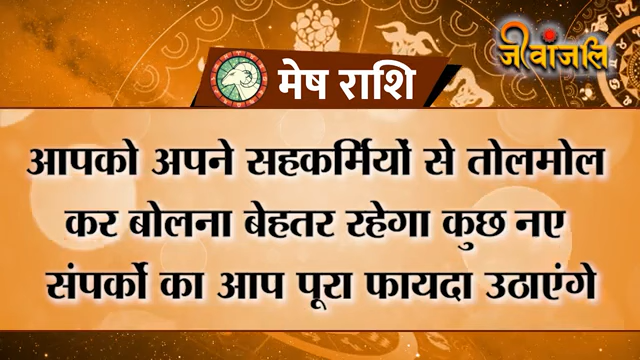 जीवांजलि
मेष राशि
आपको अपने सहकर्मियों से तोलमोल
कर बोलना बेहतर रहेगा कुछ नए
संपर्को का आप पूरा फायदा उठाएंगे